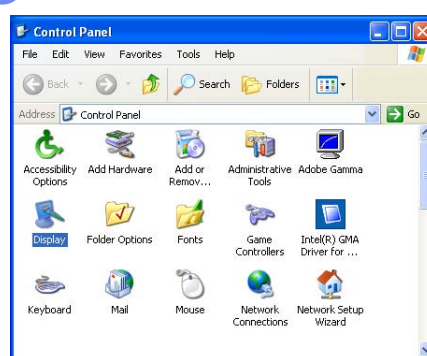 Control Panel
File Edit View Favorites Tools Help
Back Search Folders
Address Control Panel Go
Accessibility Options
Add Hardware
Add or Remov...
Administrative Tools
Adobe Gamma
Display
Folder Options
Fonts
Game Controllers
Intel(R) GMA Driver for ...
Keyboard
Mail
Mouse
Network Connections
Network Setup Wizard